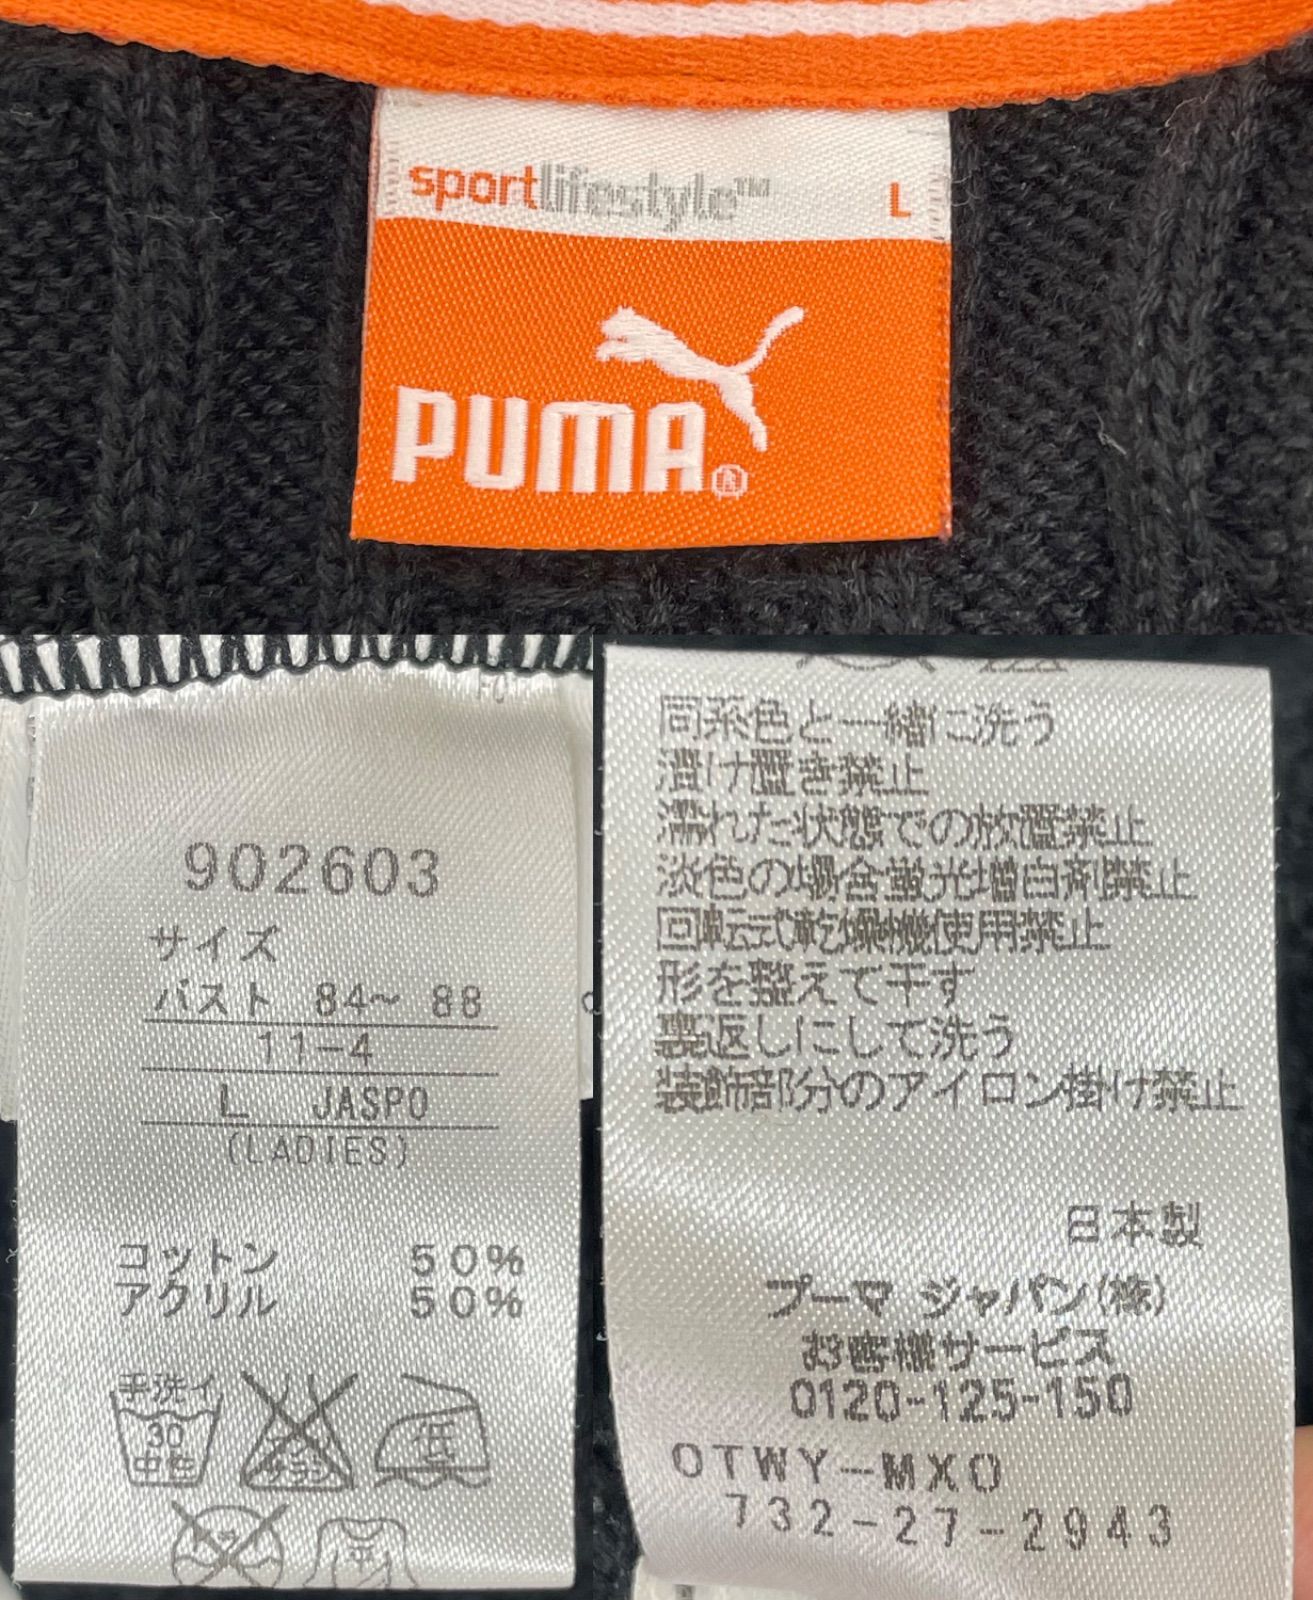 sportlifestyle™ L
PUMA®
902603
サイズ
バスト 84~ 88
11-4
L JASPO
(LADIES)
コットン 50%
アクリル 50%
手洗イ
30
中性
同系色と一緒に洗う
漬け置き禁止
濡れた状態での放置禁止
淡色の場合蛍光増白剤禁止
回転式乾燥機使用禁止
形を整えて干す
裏返しにして洗う
装飾部分のアイロン掛け禁止
日本製
プーマ ジャパン(株)
お客様サービス
0120-125-150
OTWY-MXO
732-27-2943